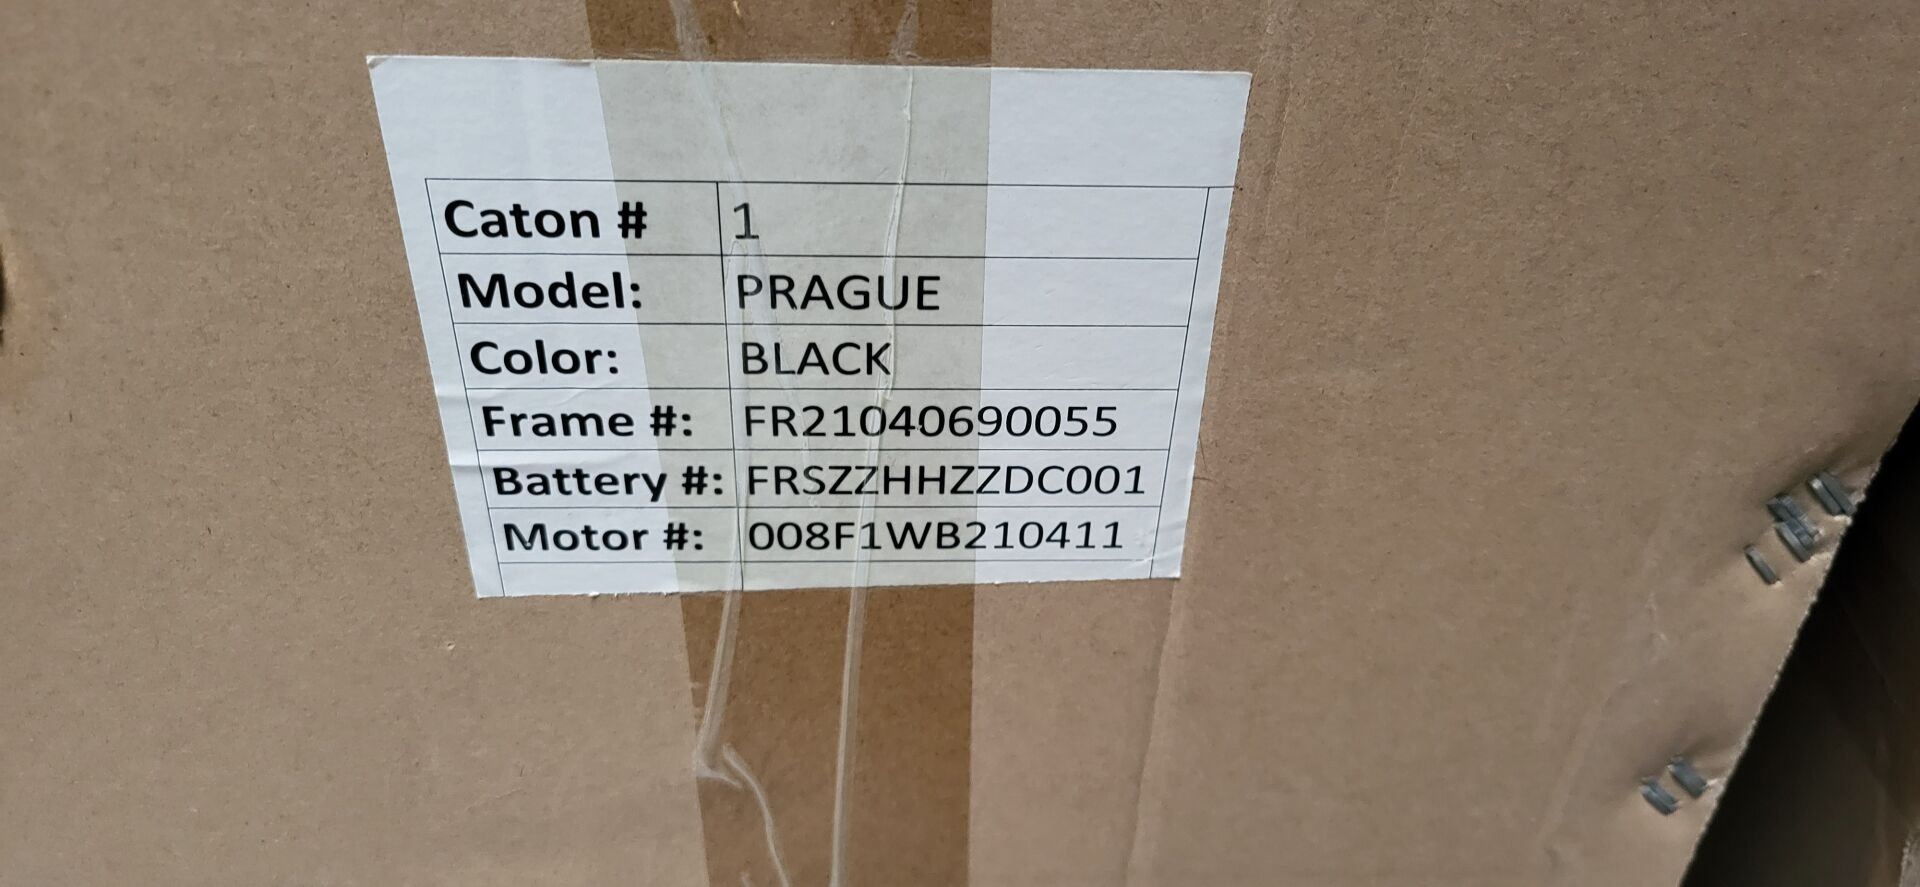 Caton # 1
Model: PRAGUE
Color: BLACK
Frame #: FR21040690055
Battery #: FRSZZHHZZDC001
Motor #: 008F1WB210411